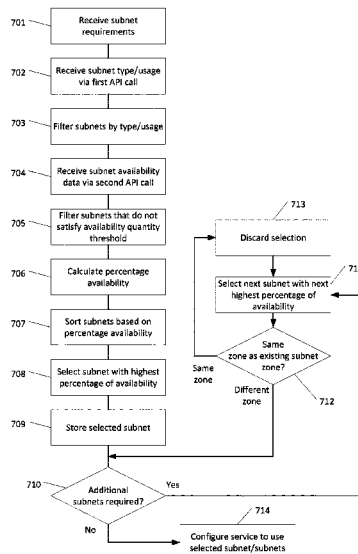 701
Receive subnet
requirements
702
Receive subnet type/usage
via first API call
703
Filter subnets by type/usage
704
Receive subnet availability
data via second API call
705
Filter subnets that do not
satisfy availability quantity
threshold
706
Calculate percentage
availability
707
Sort subnets based on
percentage availability
708
Select subnet with highest
percentage of availability
709
Store selected subnet
710
Additional
subnets required?
Yes
No
713
Discard selection
Select next subnet with next
highest percentage of
availability
Same
zone as existing subnet
zone?
Same
zone
Different
zone
712
714
Configure service to use
selected subnet/subnets